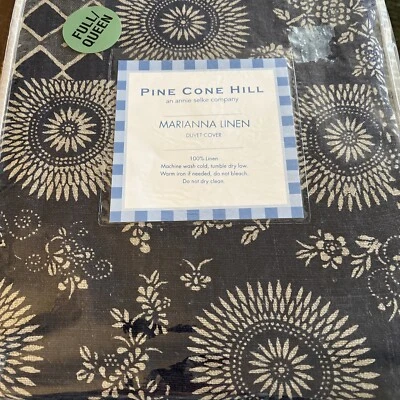 FULL/
QUEEN
PINE CONE HILL
an annie selke company
MARIANNA LINEN
DUVET COVER
100% Linen
Machine wash cold, tumble dry low.
Warm iron if needed, do not bleach.
Do not dry clean.